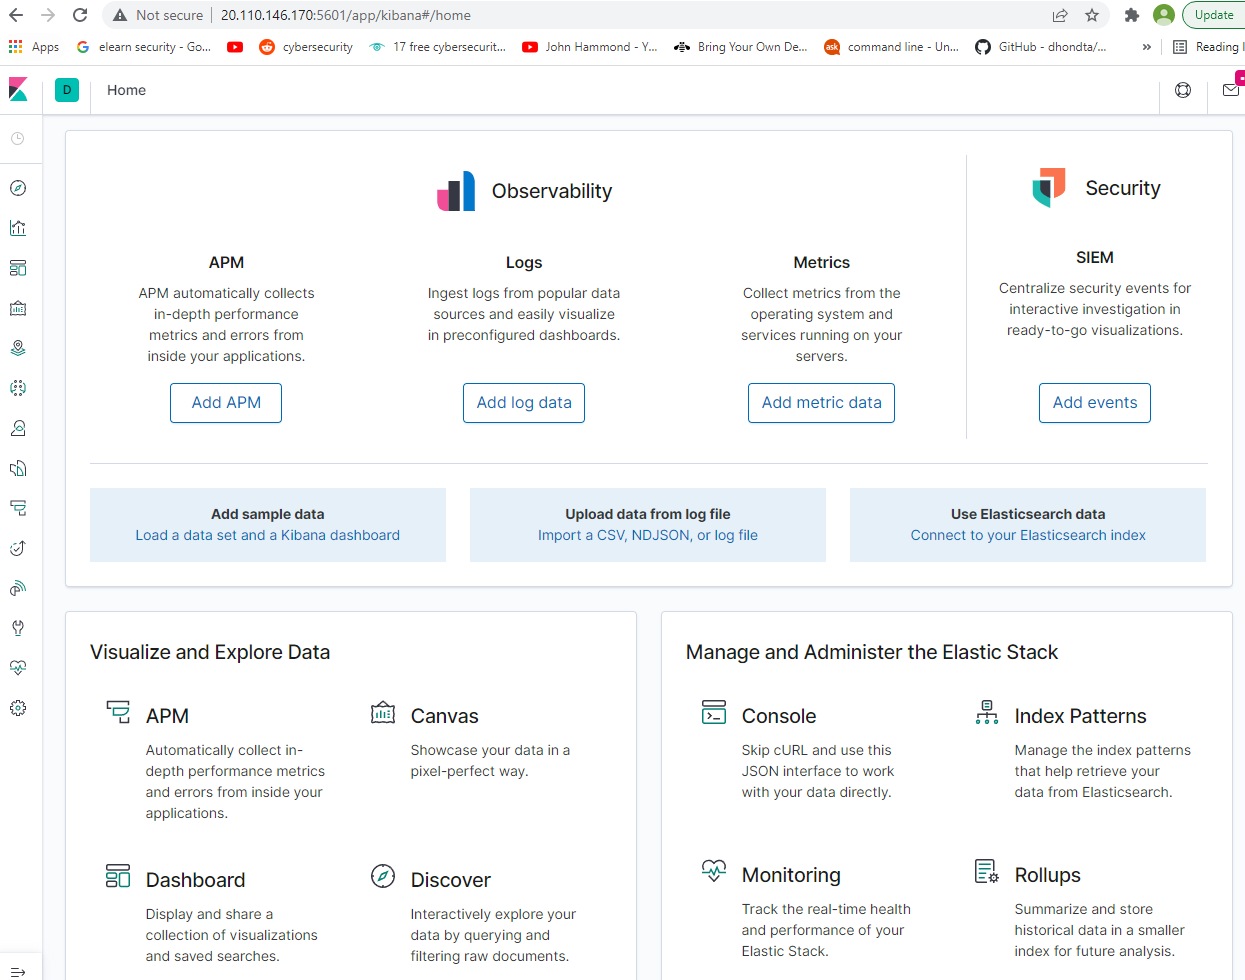 Not secure 20.110.146.170:5601/app/kibana#/home Update
Apps elearn security - Go... cybersecurity 17 free cybersecurit... John Hammond - Y... Bring Your Own De... ask command line - Un... GitHub - dhondta/... » Reading
D Home
Observability
Security
APM
APM automatically collects
in-depth performance
metrics and errors from
inside your applications.
Add APM
Logs
Ingest logs from popular data
sources and easily visualize
in preconfigured dashboards.
Add log data
Metrics
Collect metrics from the
operating system and
services running on your
servers.
Add metric data
SIEM
Centralize security events for
interactive investigation in
ready-to-go visualizations.
Add events
Add sample data
Load a data set and a Kibana dashboard
Upload data from log file
Import a CSV, NDJSON, or log file
Use Elasticsearch data
Connect to your Elasticsearch index
Visualize and Explore Data
APM
Automatically collect in-
depth performance metrics
and errors from inside your
applications.
Canvas
Showcase your data in a
pixel-perfect way.
Dashboard
Display and share a
collection of visualizations
and saved searches.
Discover
Interactively explore your
data by querying and
filtering raw documents.
Manage and Administer the Elastic Stack
Console
Skip cURL and use this
JSON interface to work
with your data directly.
Index Patterns
Manage the index patterns
that help retrieve your
data from Elasticsearch.
Monitoring
Track the real-time health
and performance of your
Elastic Stack.
Rollups
Summarize and store
historical data in a smaller
index for future analysis.